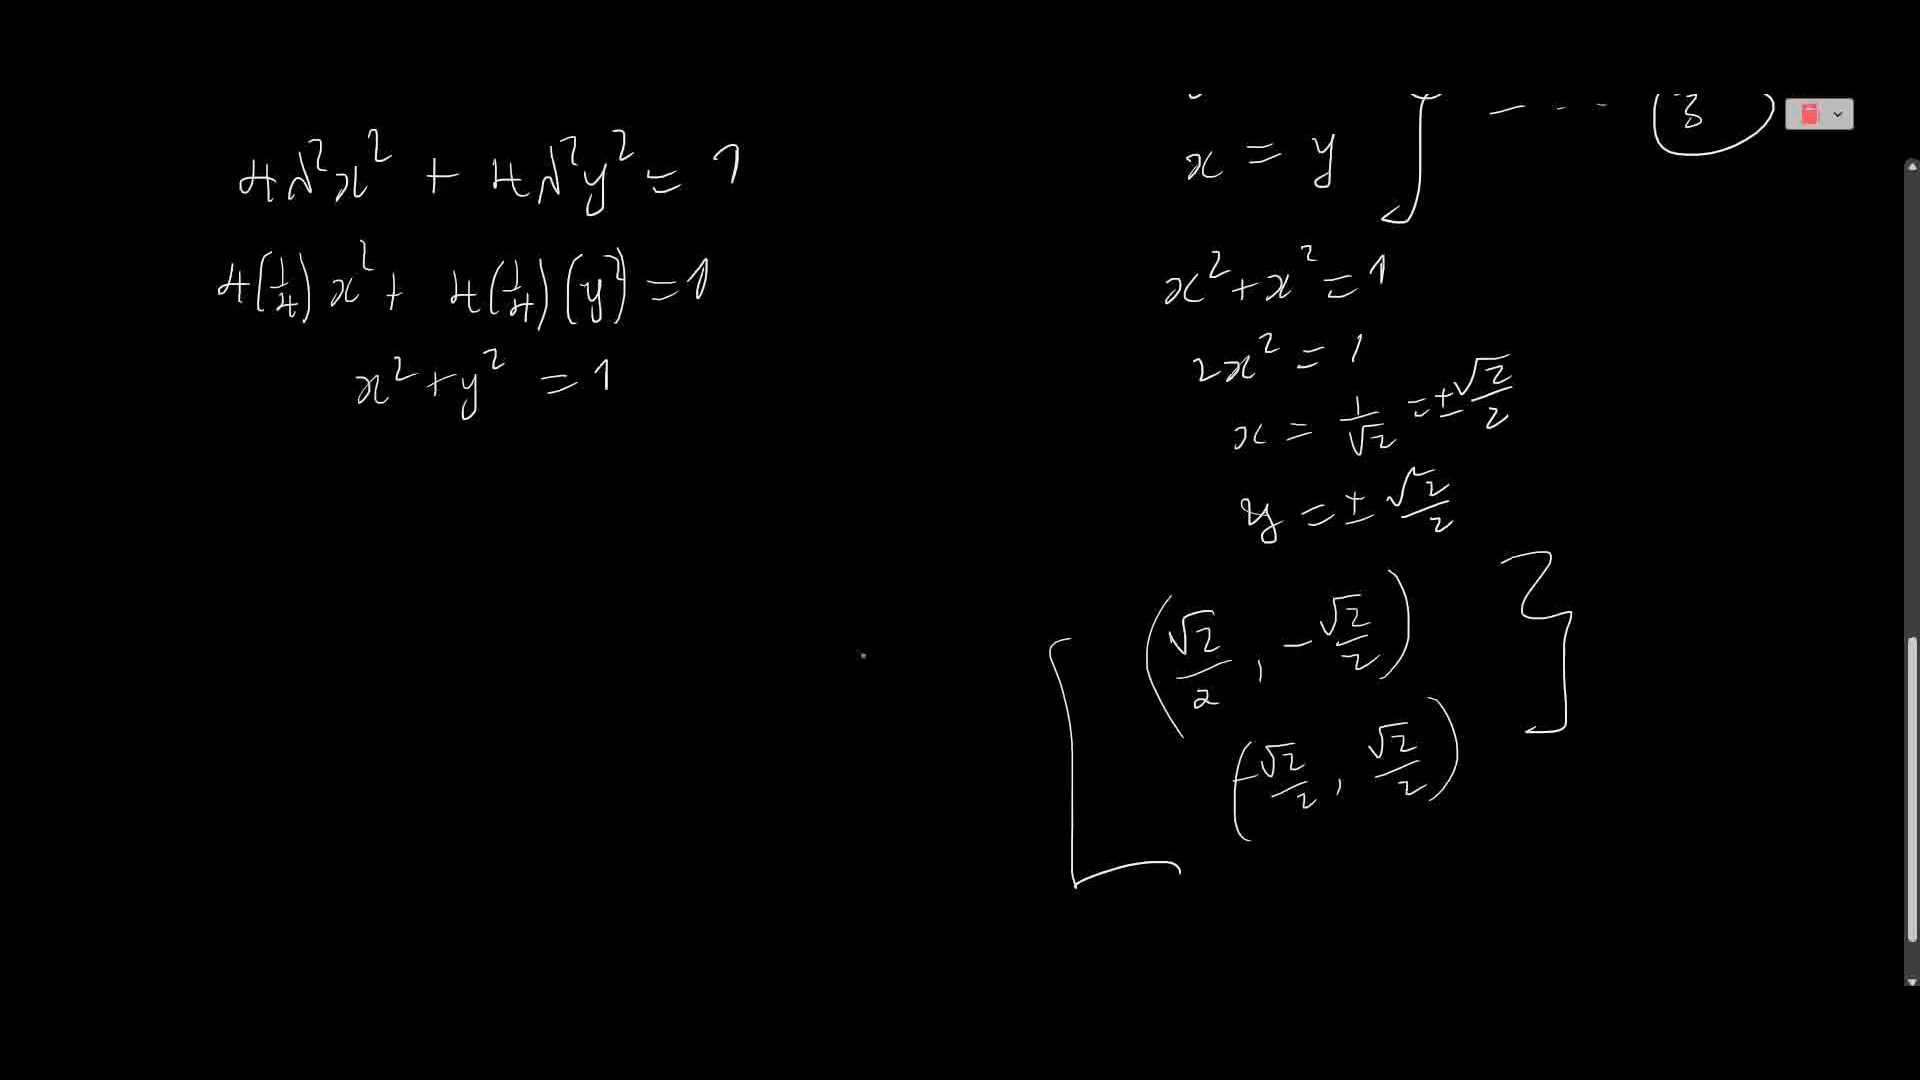 4λ²x² + 4λ²y² = 1
4(1/4)x² + 4(1/4)(y²) = 1
x² + y² = 1
x = y } - - - - (3)
x² + x² = 1
2x² = 1
x = 1/√2 = ± √2/2
y = ± √2/2
(√2/2, -√2/2)
(-√2/2, √2/2)